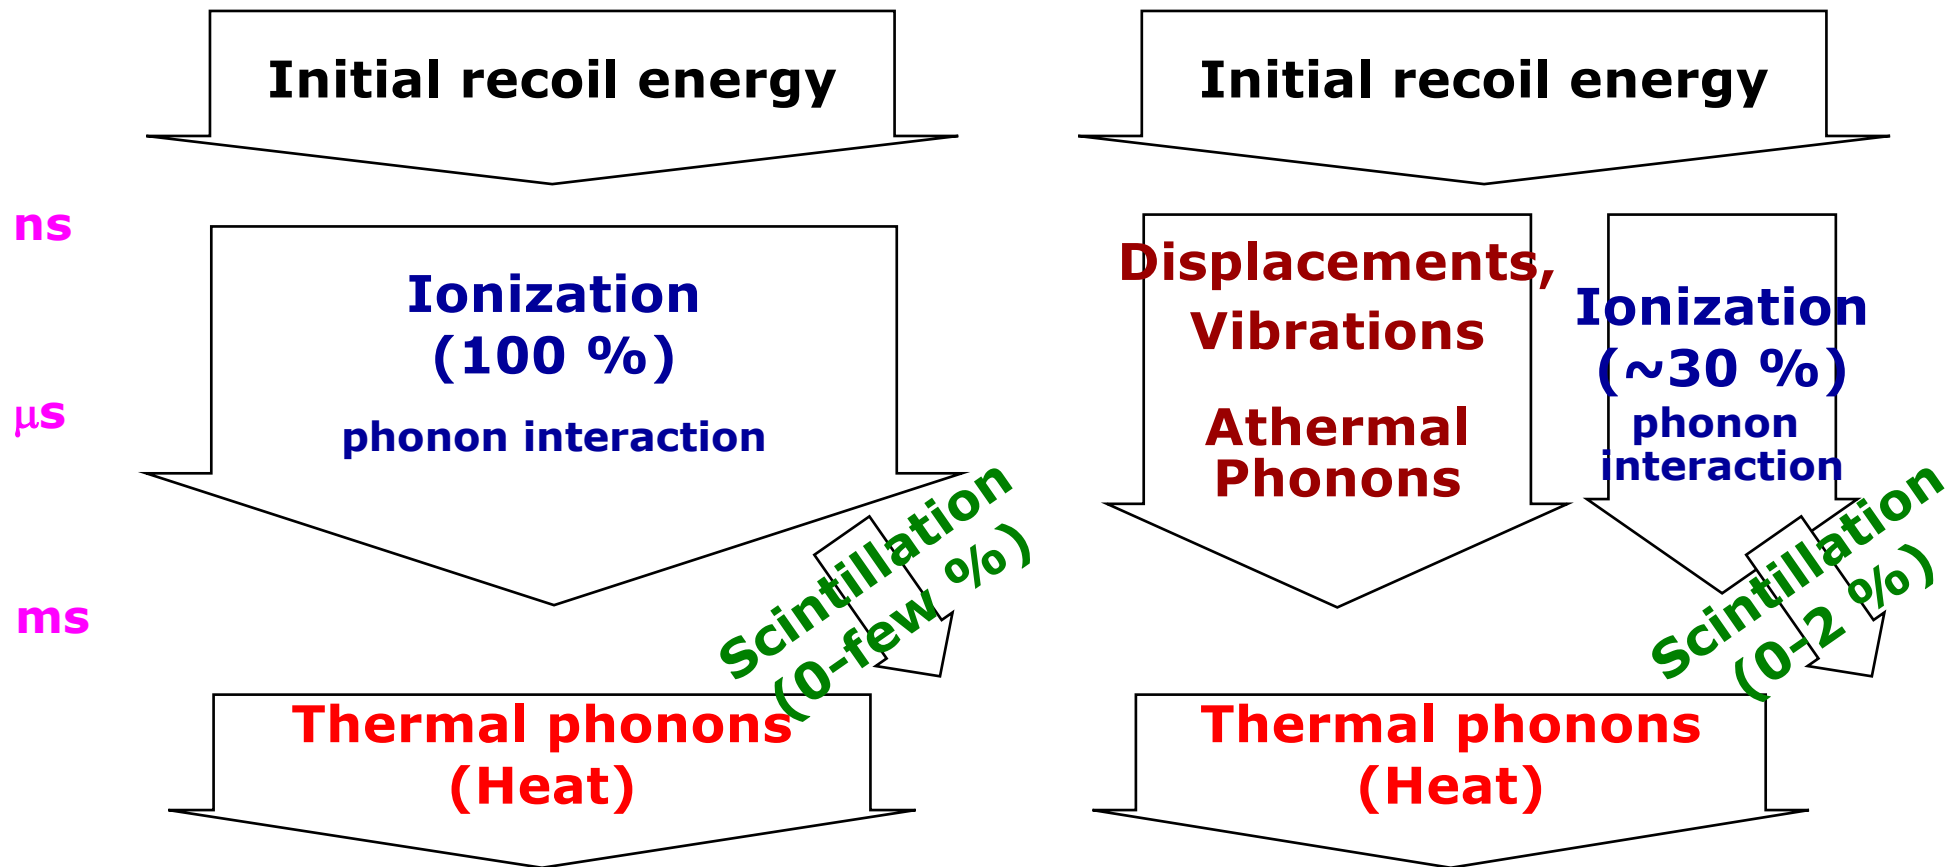 Initial recoil energy
Initial recoil energy
ns
μs
ms
Ionization
(100 %)
phonon interaction
Scintillation
(0-few %)
Thermal phonons
(Heat)
Displacements,
Vibrations
Athermal
Phonons
Ionization
(~30 %)
phonon
interaction
Scintillation
(0-2 %)
Thermal phonons
(Heat)